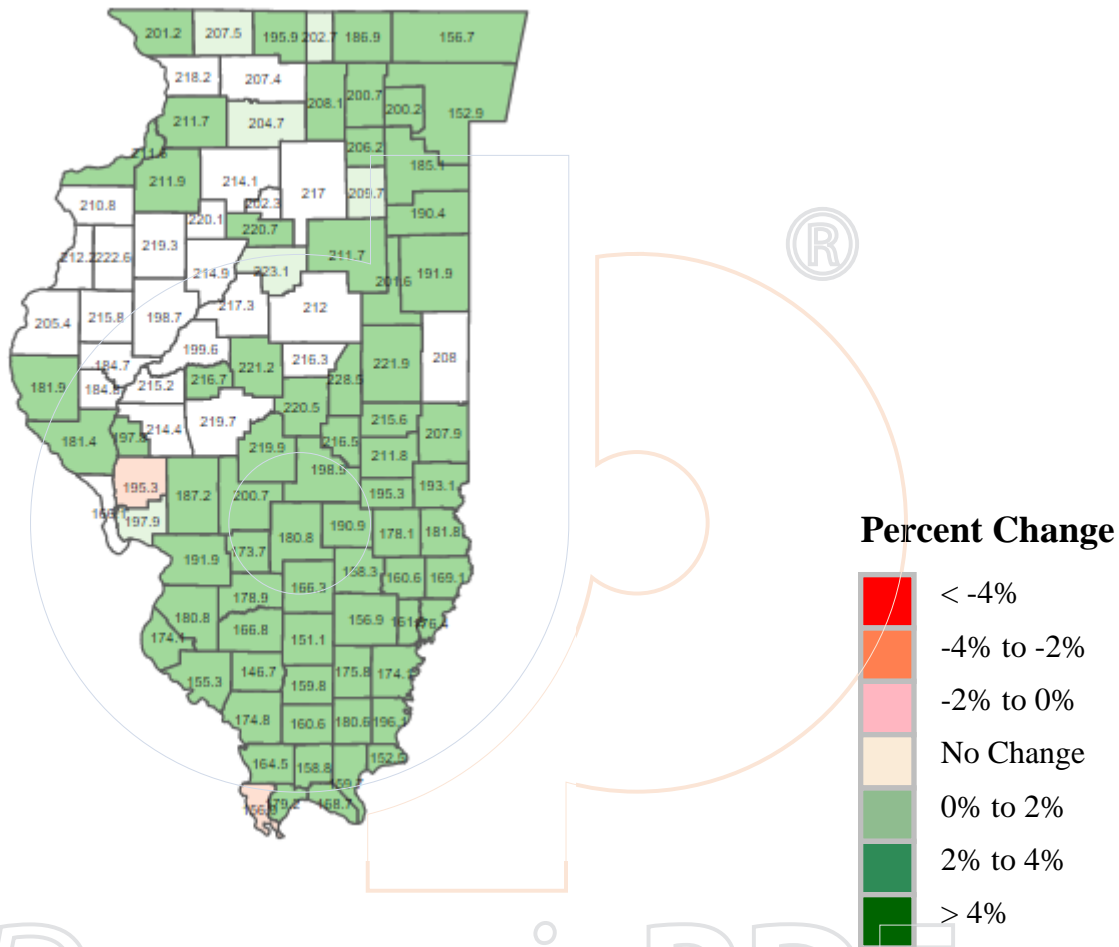 201.2 207.5 195.9 202.7 186.9 156.7
218.2 207.4
208.1 200.7 200.2 152.9
211.7 204.7
206.2 185.1
211.9 214.1 217 209.7
210.8 202.3 190.4
220.1 220.7
219.3 211.7
222.6 214.9 223.1 201.6 191.9
205.4 215.8 198.7 217.3 212
199.6 216.3 221.9 208
184.7 221.2
181.9 215.2 216.7
220.5 215.6
214.4 219.7 207.9
181.4 219.9 216.5 211.8
198.5
195.3 187.2 200.7 195.3 193.1
197.9 180.8 190.9 178.1 181.8
191.9 173.7
166.3 160.6 169.1
178.9
180.8 166.8 156.9
174.1 151.1
155.3 146.7 159.8 175.8
174.8 160.6 180.6 196.1
164.5 158.8
179.2 168.7
®
Percent Change
< -4%
-4% to -2%
-2% to 0%
No Change
0% to 2%
2% to 4%
> 4%